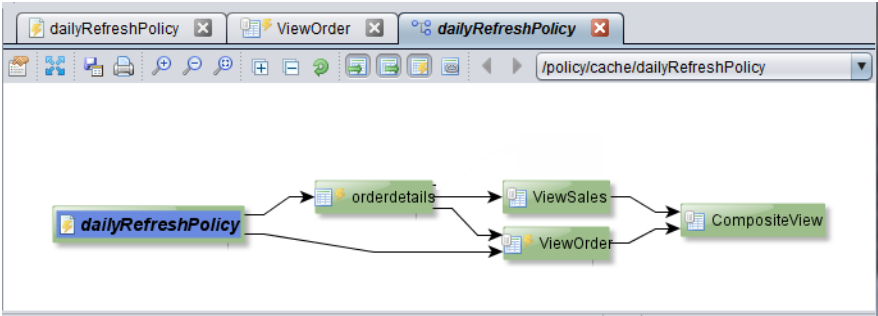 dailyRefreshPolicy
ViewOrder
dailyRefreshPolicy
/policy/cache/dailyRefreshPolicy
orderdetails
ViewSales
dailyRefreshPolicy
ViewOrder
CompositeView